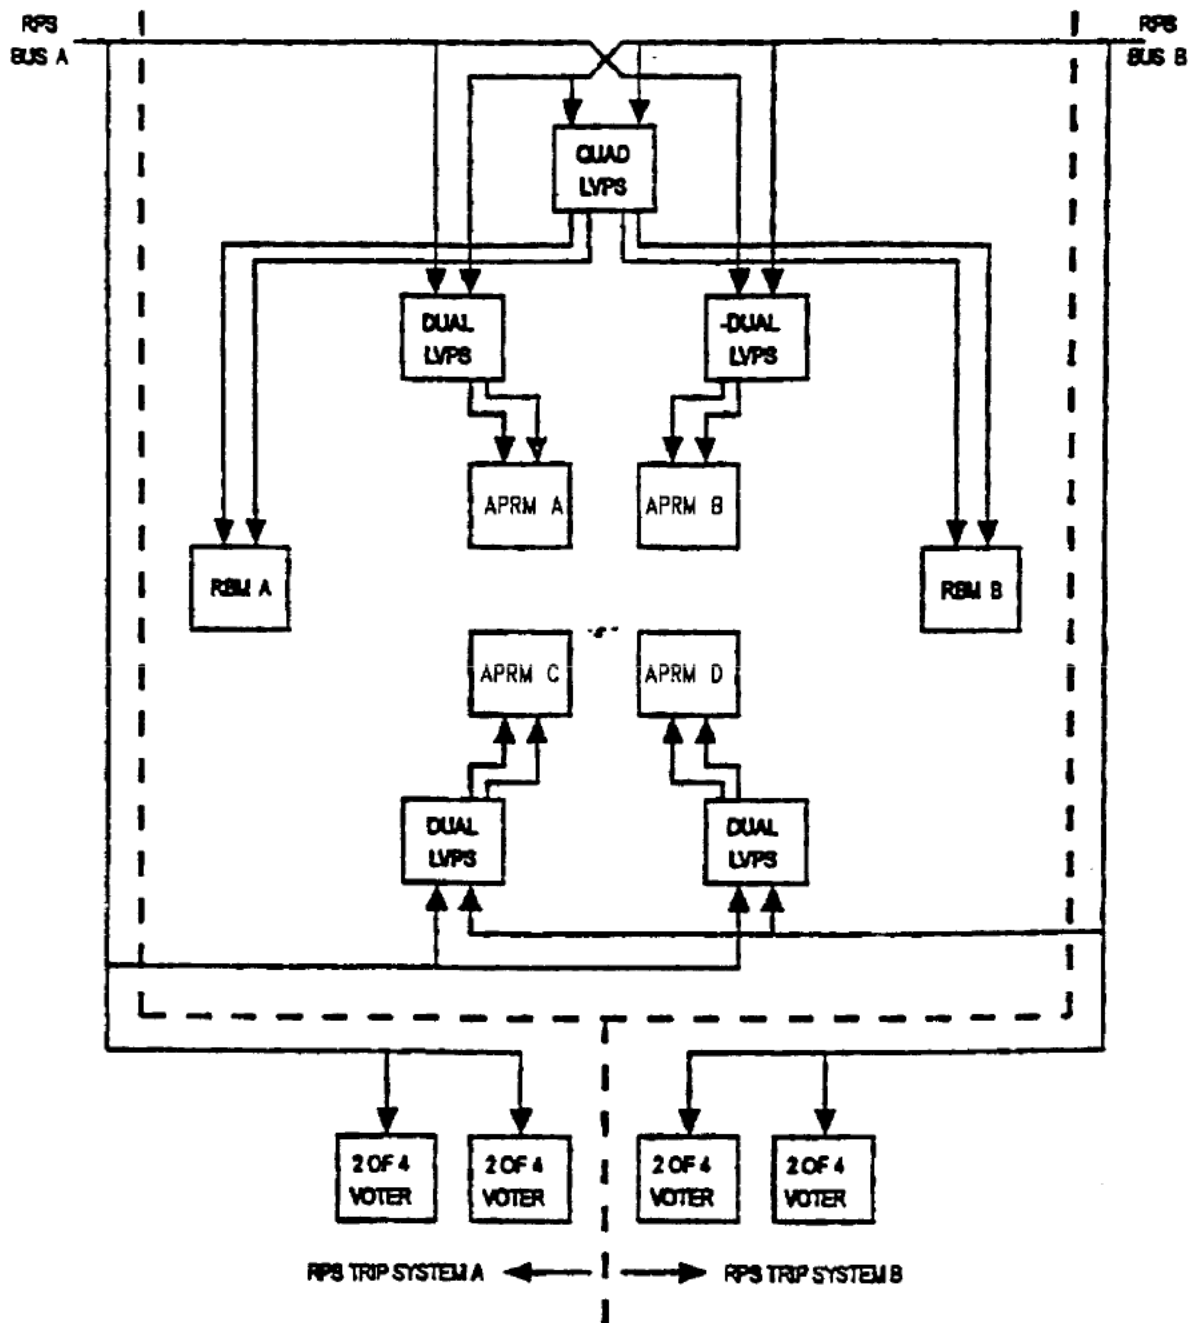 RPS
BUS A
RPS
BUS B
QUAD
LVPS
DUAL
LVPS
-DUAL
LVPS
APRM A
APRM B
RBM A
RBM B
APRM C
APRM D
DUAL
LVPS
DUAL
LVPS
2 OF 4
VOTER
2 OF 4
VOTER
2 OF 4
VOTER
2 OF 4
VOTER
RPS TRIP SYSTEM A
RPS TRIP SYSTEM B